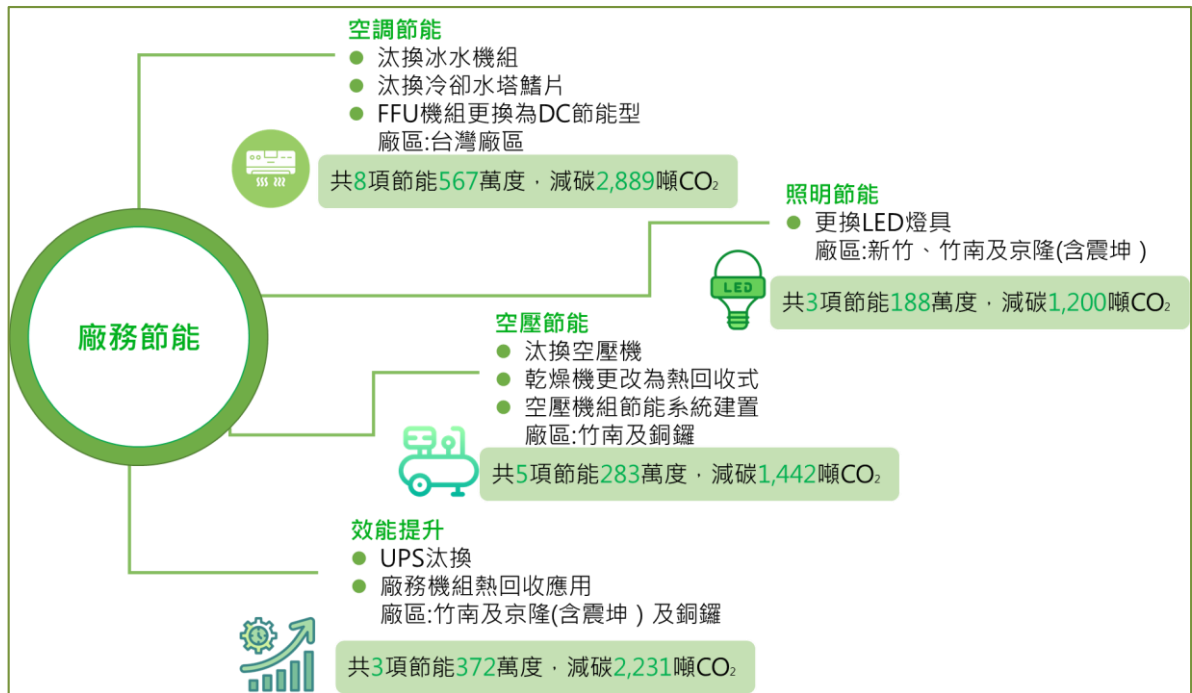 空調節能
● 汰換冰水機組
● 汰換冷卻水塔鰭片
● FFU機組更換為DC節能型
廠區:台灣廠區
共8項節能567萬度，減碳2,889噸CO₂
照明節能
● 更換LED燈具
廠區:新竹、竹南及京隆(含震坤）
LED
共3項節能188萬度，減碳1,200噸CO₂
廠務節能
空壓節能
● 汰換空壓機
● 乾燥機更改為熱回收式
● 空壓機組節能系統建置
廠區:竹南及銅鑼
共5項節能283萬度，減碳1,442噸CO₂
效能提升
● UPS汰換
● 廠務機組熱回收應用
廠區:竹南及京隆(含震坤）及銅鑼
共3項節能372萬度，減碳2,231噸CO₂